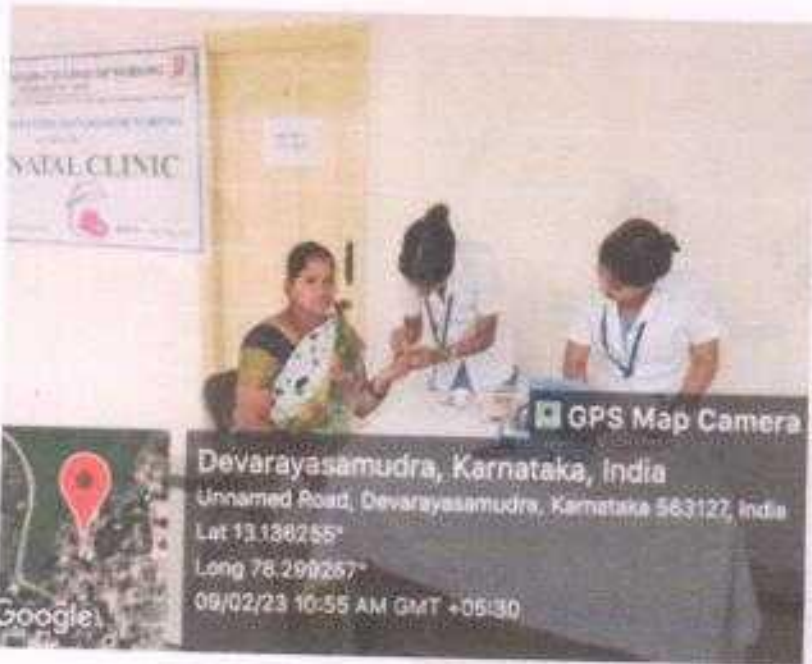 NATAL CLINIC
GPS Map Camera
Devarayasamudra, Karnataka, India
Unnamed Road, Devarayasamudra, Karnataka 563127, India
Lat 13.136255°
Long 78.299257°
09/02/23 10:55 AM GMT +05:30
Google